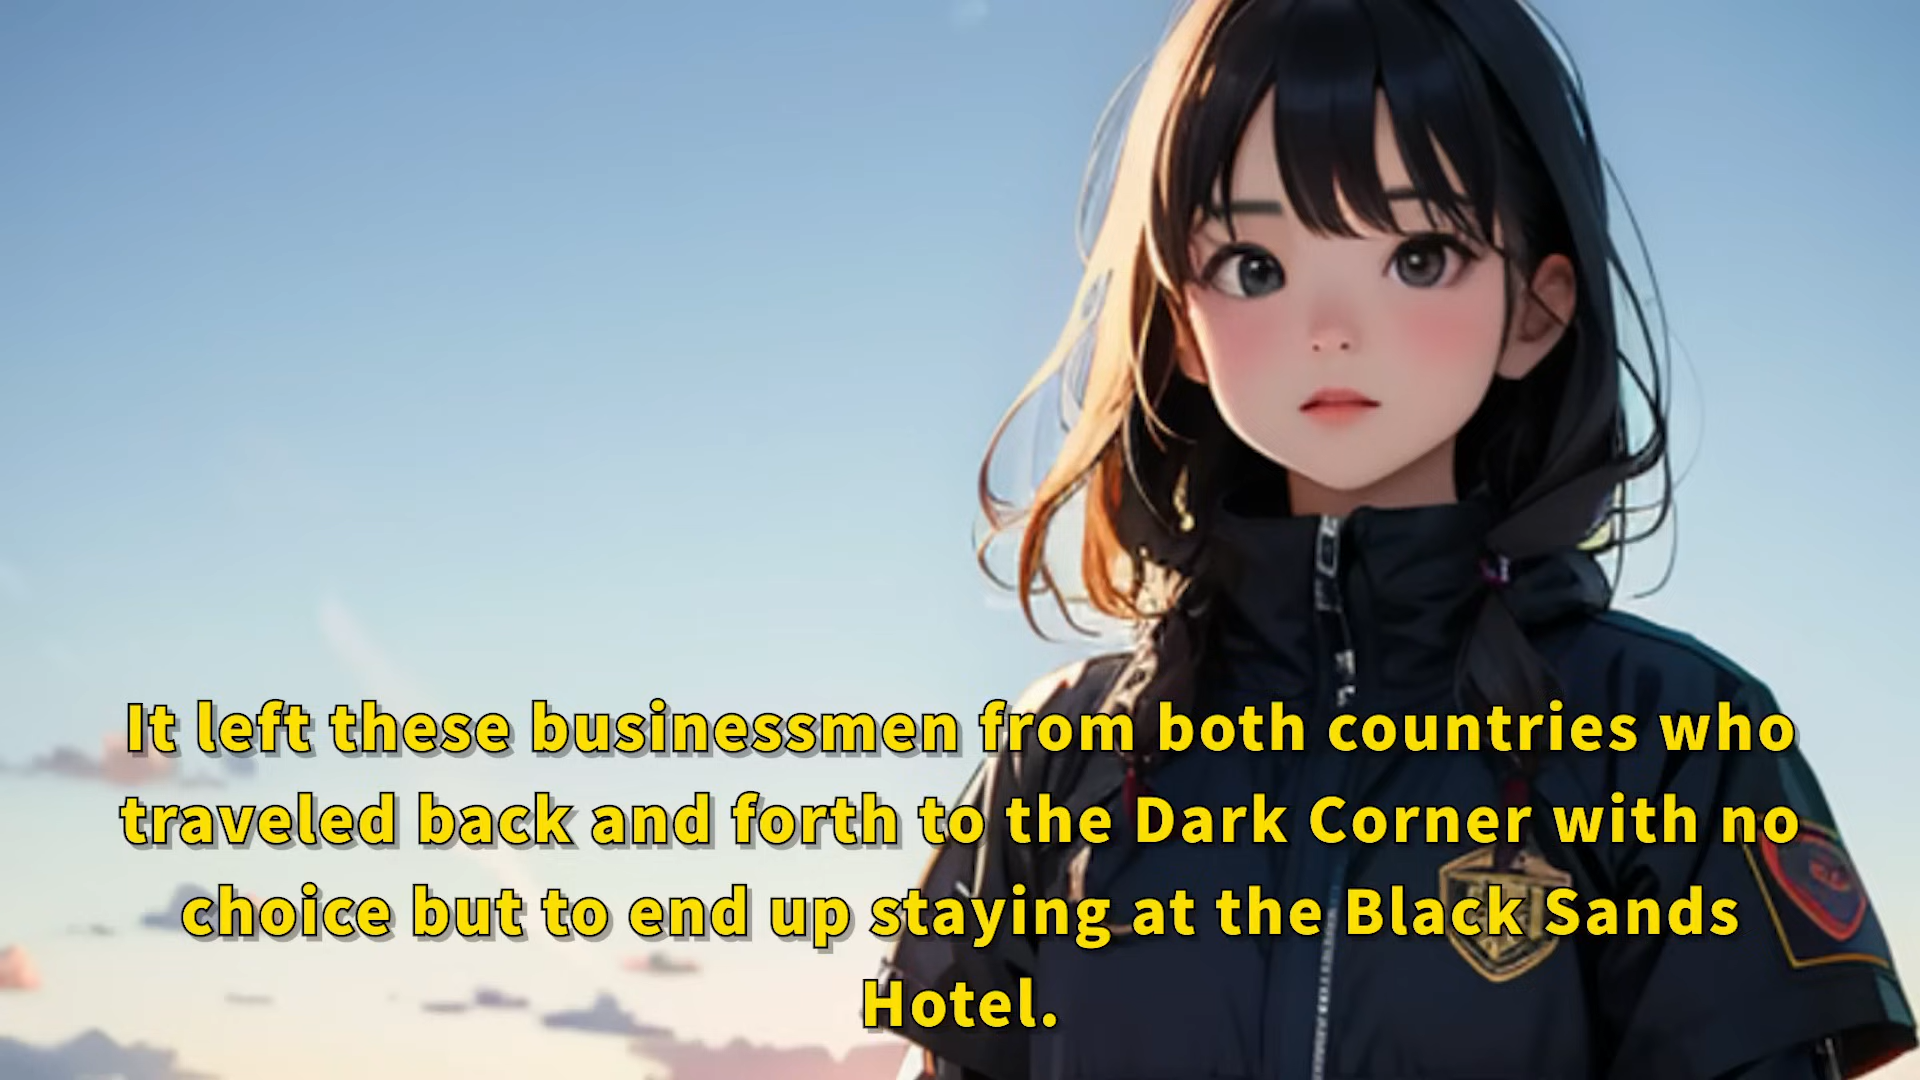 It left these businessmen from both countries who
traveled back and forth to the Dark Corner with no
choice but to end up staying at the Black Sands
Hotel.